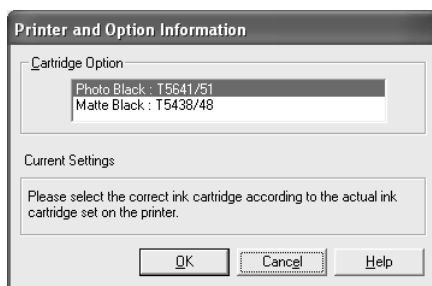 Printer and Option Information
Cartridge Option
Photo Black : T5641/51
Matte Black : T5438/48
Current Settings
Please select the correct ink cartridge according to the actual ink
cartridge set on the printer.
OK
Cancel
Help